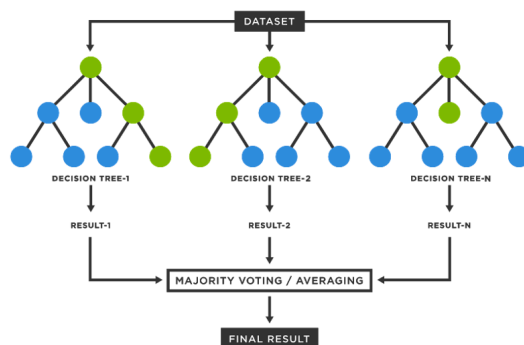 DATASET
DECISION TREE-1
DECISION TREE-2
DECISION TREE-N
RESULT-1
RESULT-2
RESULT-N
MAJORITY VOTING / AVERAGING
FINAL RESULT